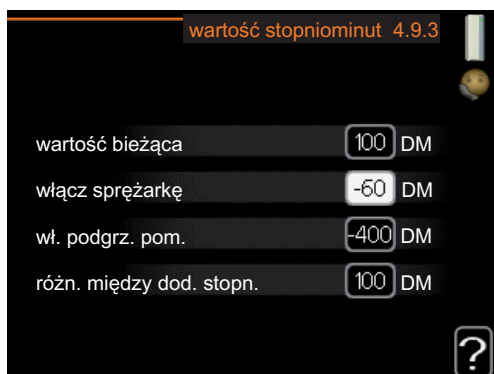 wartość stopniominut 4.9.3
wartość bieżąca 100 DM
włącz sprężarkę -60 DM
wł. podgrz. pom. -400 DM
różn. między dod. stopn. 100 DM
?